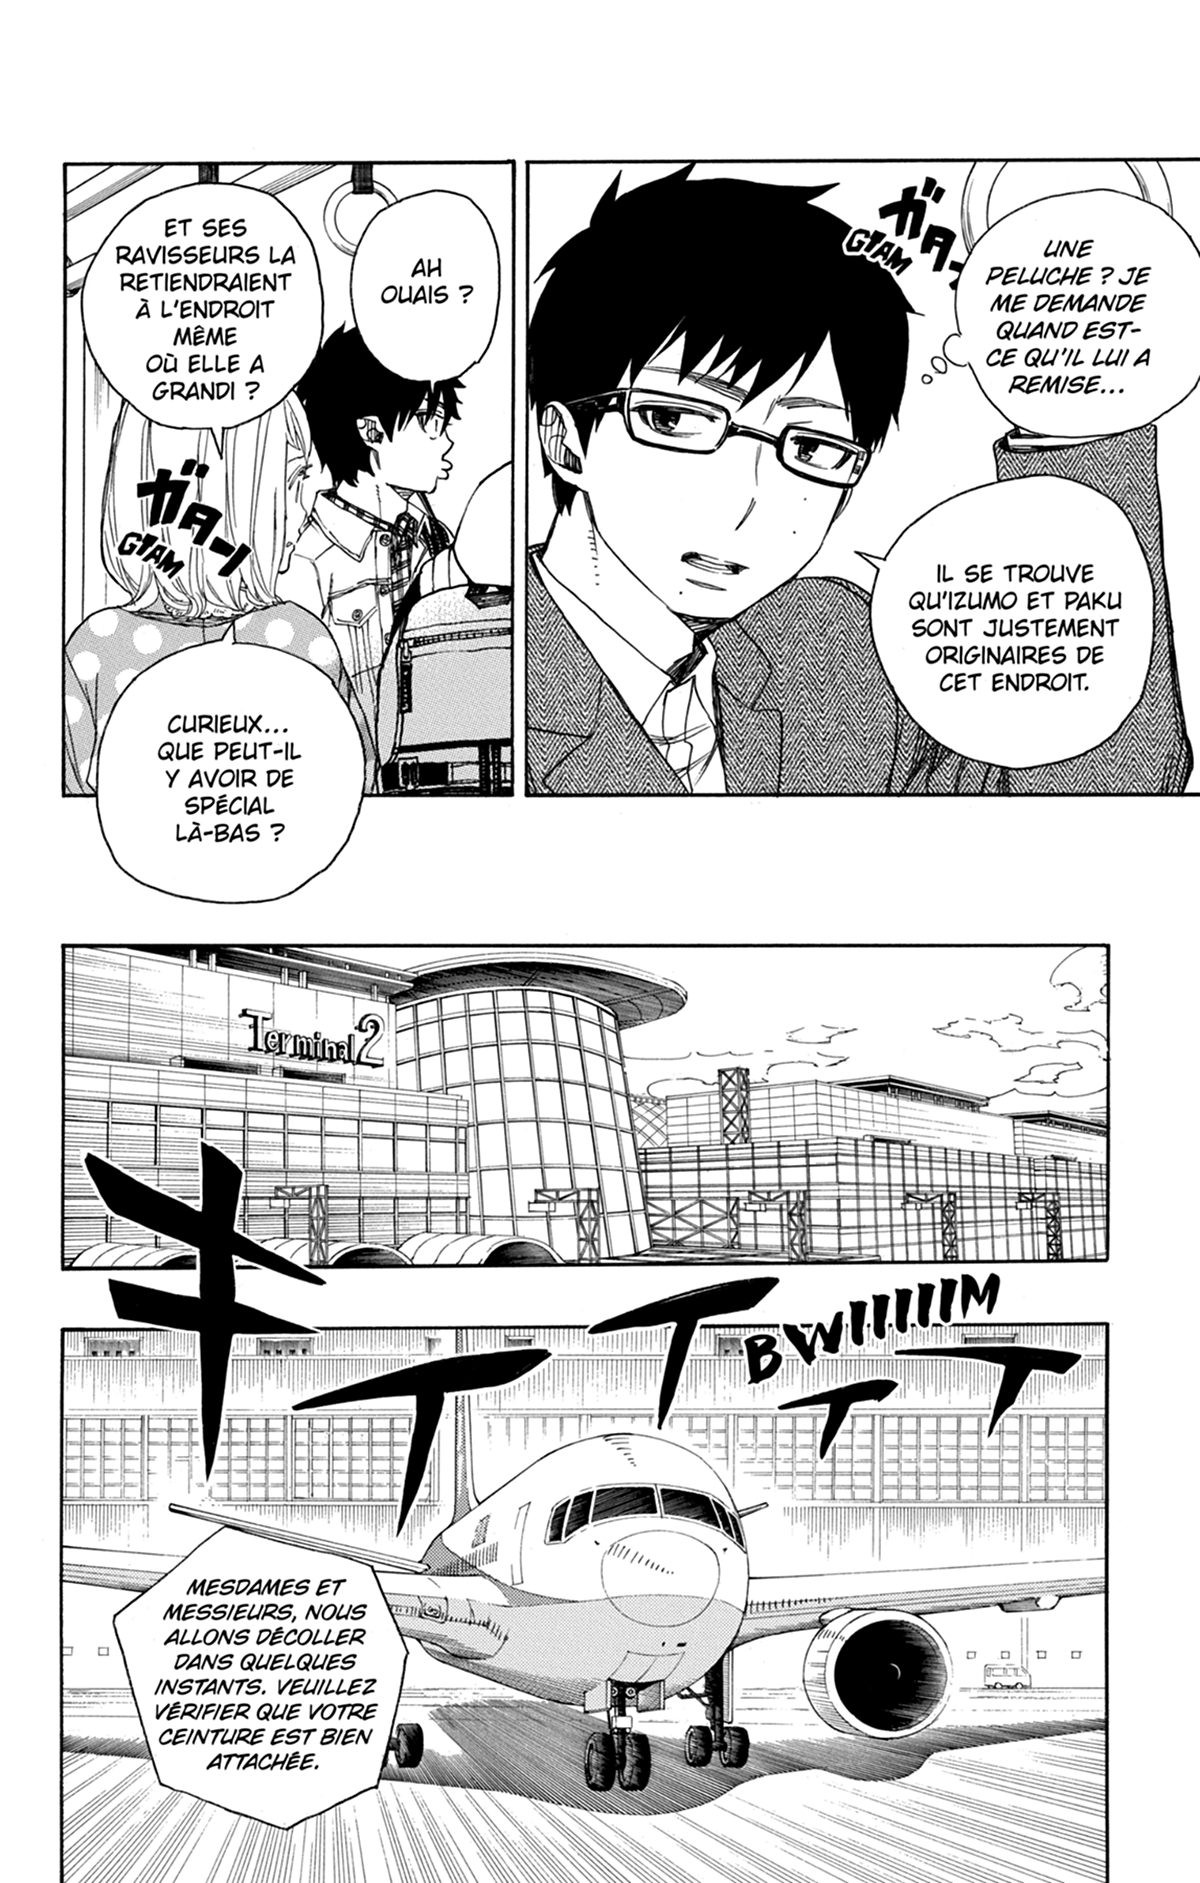 UNE
PELUCHE ? JE
ME DEMANDE
QUAND EST-
CE QU'IL LUI A
REMISE...
ガタン
GTAM
IL SE TROUVE
QU'IZUMO ET PAKU
SONT JUSTEMENT
ORIGINAIRES DE
CET ENDROIT.
AH
OUAIS ?
ET SES
RAVISSEURS LA
RETIENDRAIENT
À L'ENDROIT
MÊME
OÙ ELLE A
GRANDI ?
ガターン
GTAM
CURIEUX...
QUE PEUT-IL
Y AVOIR DE
SPÉCIAL
LÀ-BAS ?
Terminal 2
キイイイイ
BWIIIIIIM
MESDAMES ET
MESSIEURS, NOUS
ALLONS DÉCOLLER
DANS QUELQUES
INSTANTS. VEUILLEZ
VÉRIFIER QUE VOTRE
CEINTURE EST BIEN
ATTACHÉE.